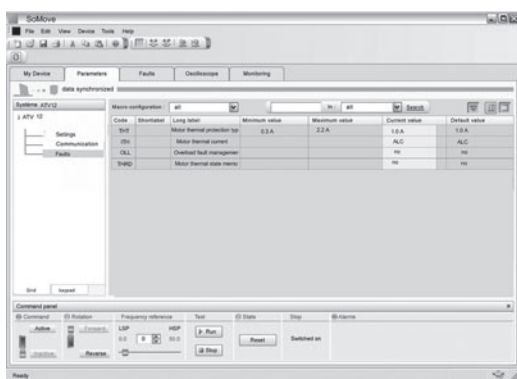 SoMove
File Edit View Device Tools Help
My Device Parameters Faults Oscilloscope Monitoring
data synchronized
Système ATV12
ATV 12
Settings
Communication
Faults
Grid keypad
Macro-configuration : all In : all Search
Code Shortlabel Long label Minimum value Maximum value Current value Default value
Motor thermal protection typ 0.3 A 2.2 A 1.0 A 1.0 A
Motor thermal current ALC ALC
OLL Overload fault managemen no no
Motor thermal state memo no no
Command panel
Command Rotation Frequency reference Test State Stop Alarms
Active Forward LSP HSP Run
0.0 0 50.0 Reset Switched on
Inactive Reverse Stop
Ready